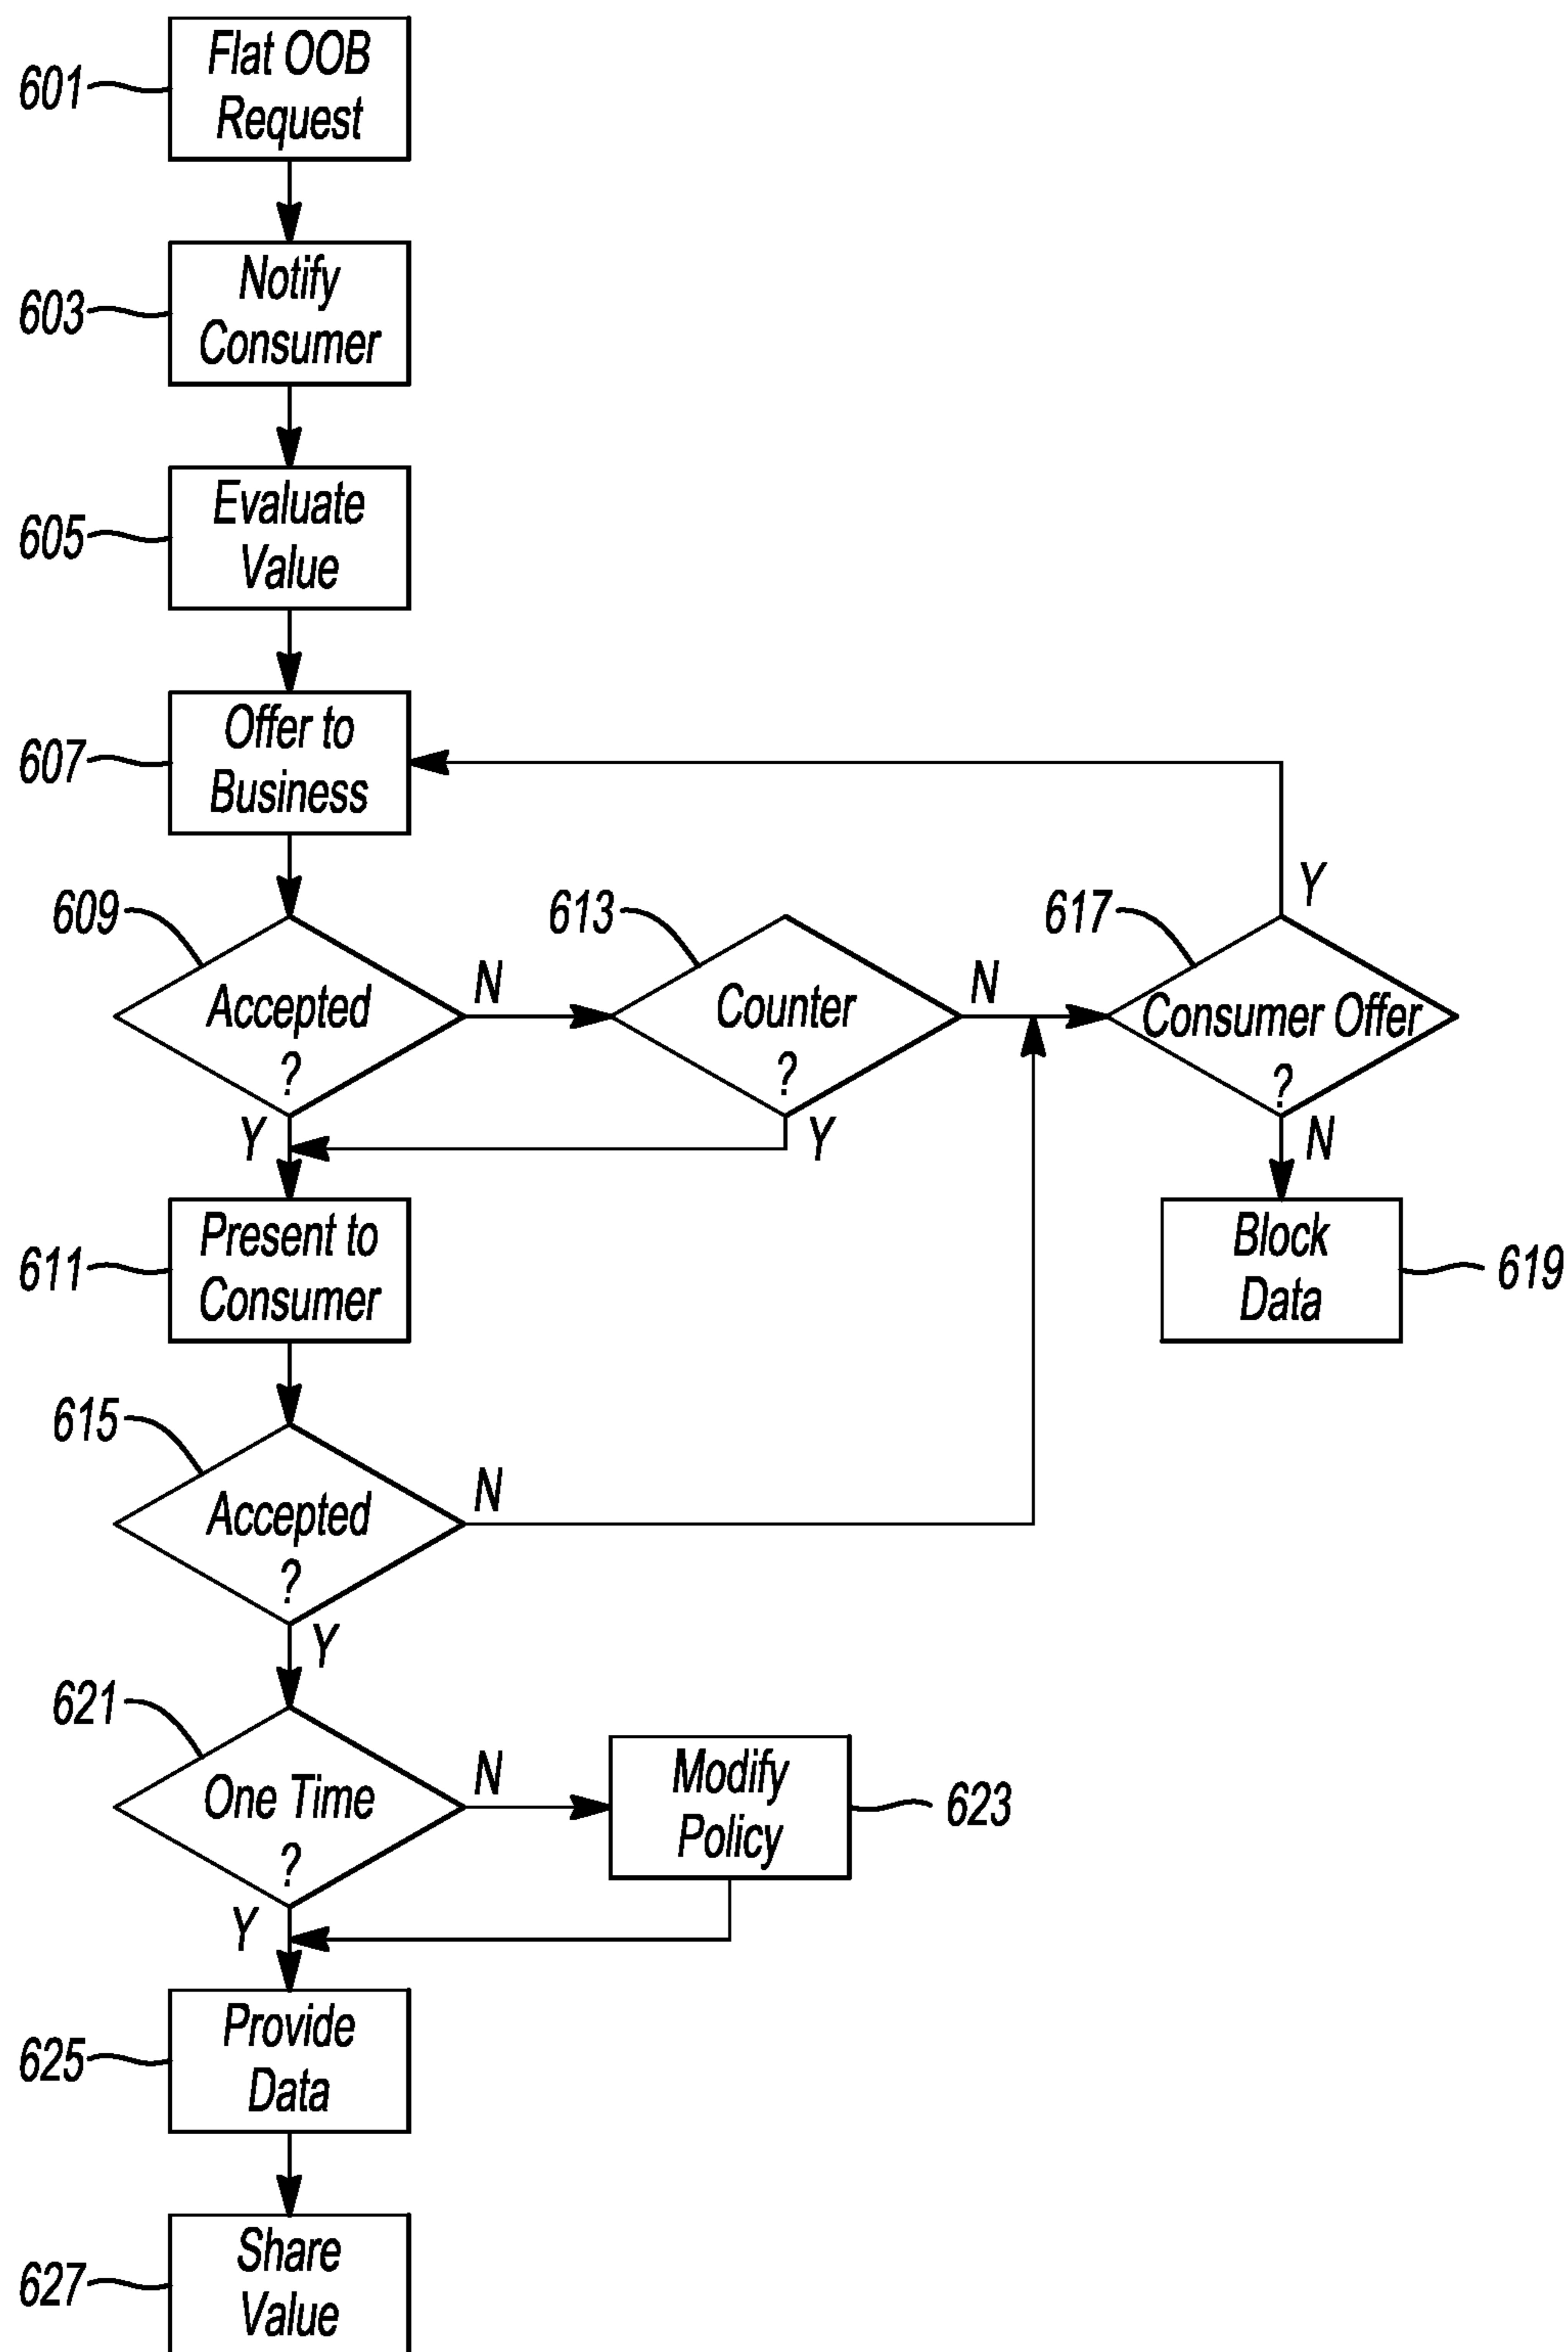 Flat OOB
Request
601
Notify
Consumer
603
Evaluate
Value
605
Offer to
Business
607
Y
609
613
617
Accepted
?
N
Counter
?
N
Consumer Offer
?
Y
Y
N
Present to
Consumer
611
Block
Data
619
615
Accepted
?
N
Y
621
One Time
?
N
Modify
Policy
623
Y
Provide
Data
625
Share
Value
627